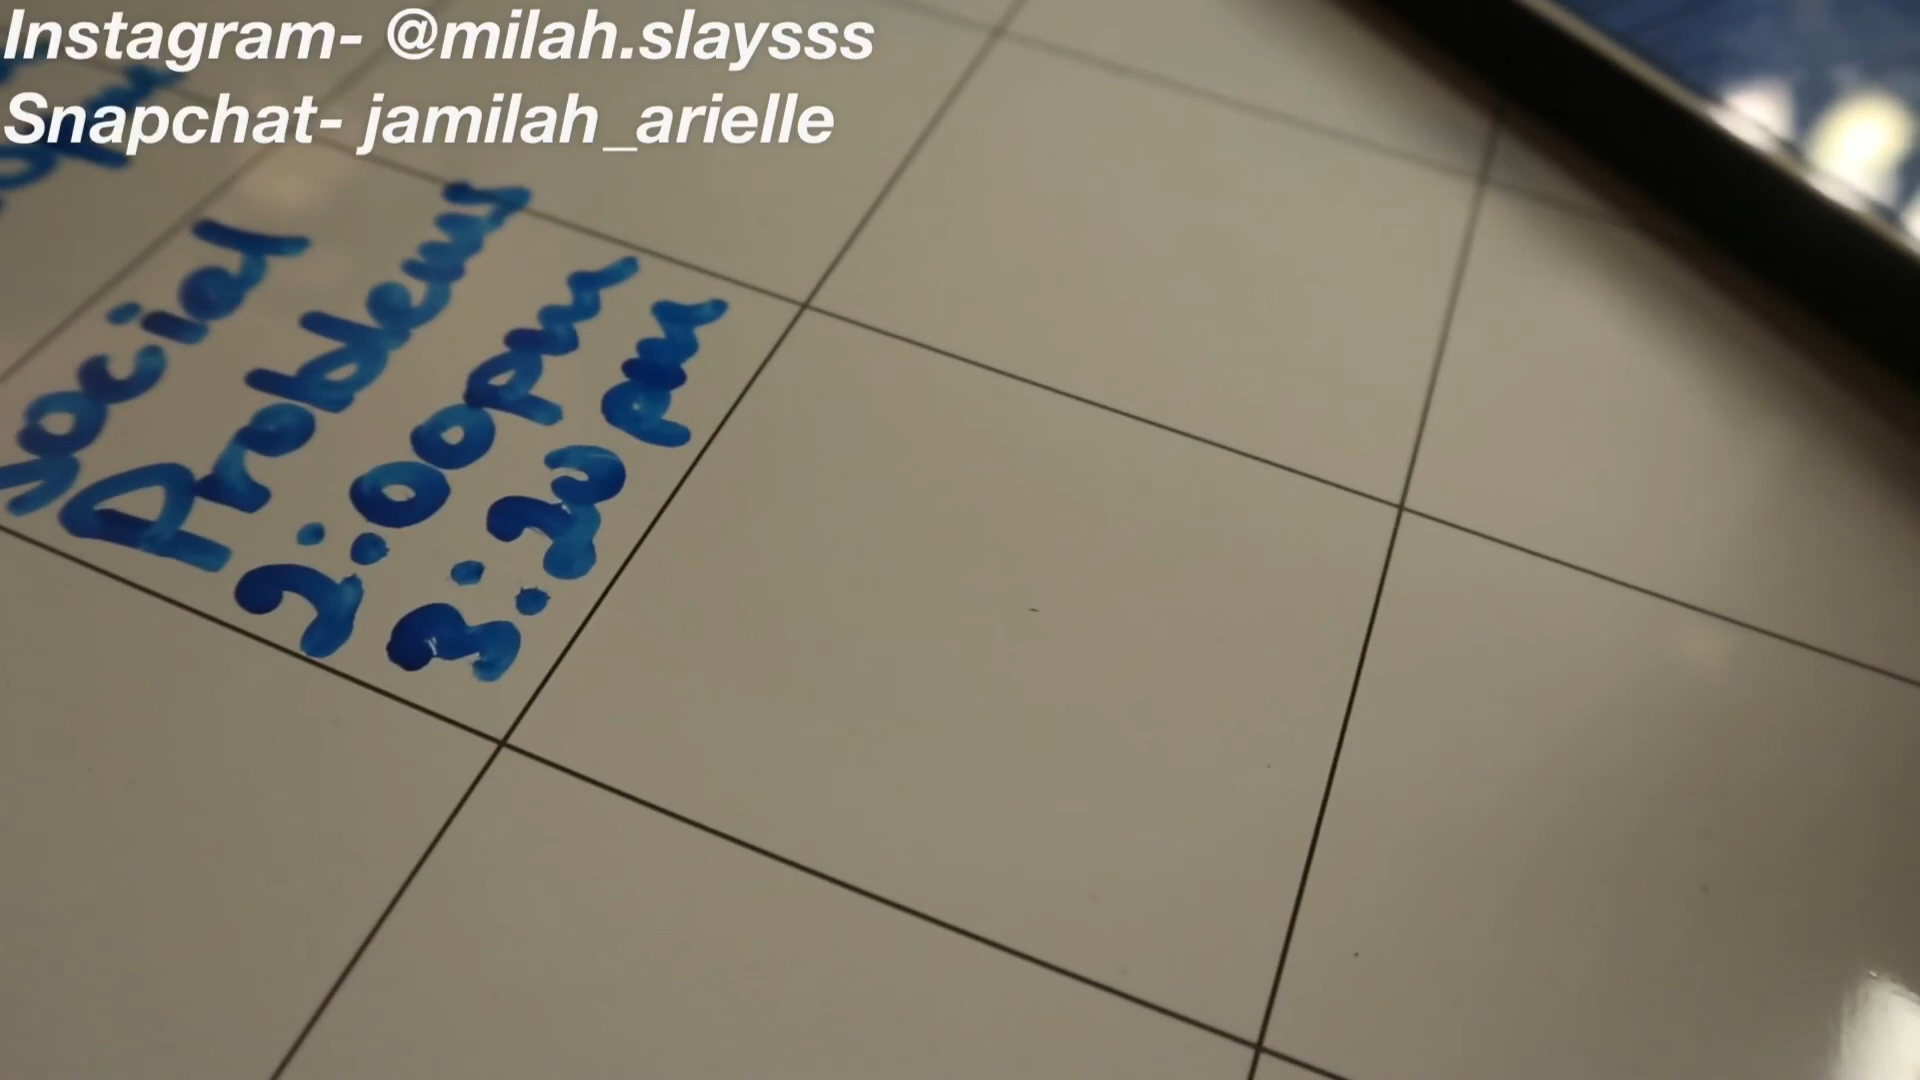 Instagram- @milah.slaysss
Snapchat- jamilah_arielle
Social
Problems
2:00pm
3:20pm